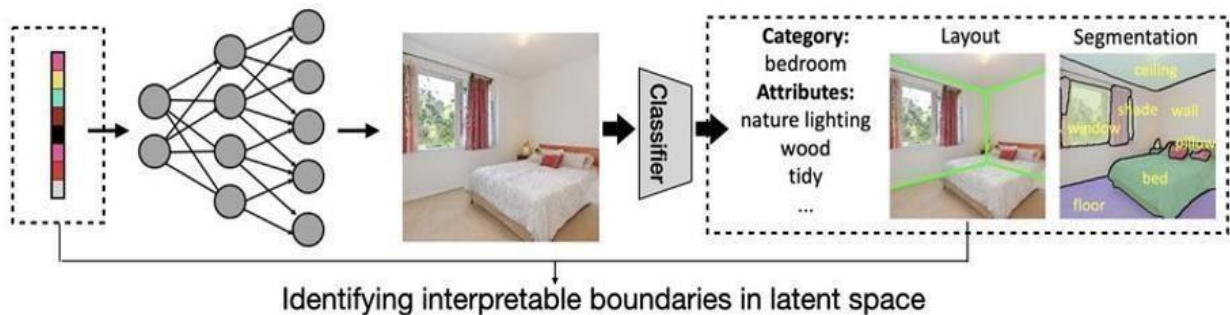 Category:
bedroom
Attributes:
nature lighting
wood
tidy
...
Layout
Segmentation
ceiling
shade wall
window
pillow
bed
floor
Classifier
Identifying interpretable boundaries in latent space